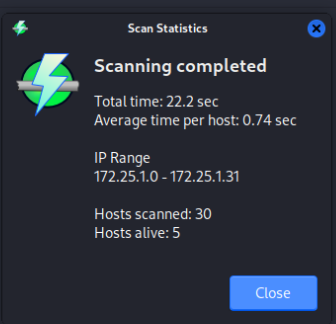 Scan Statistics
Scanning completed
Total time: 22.2 sec
Average time per host: 0.74 sec
IP Range
172.25.1.0 - 172.25.1.31
Hosts scanned: 30
Hosts alive: 5
Close